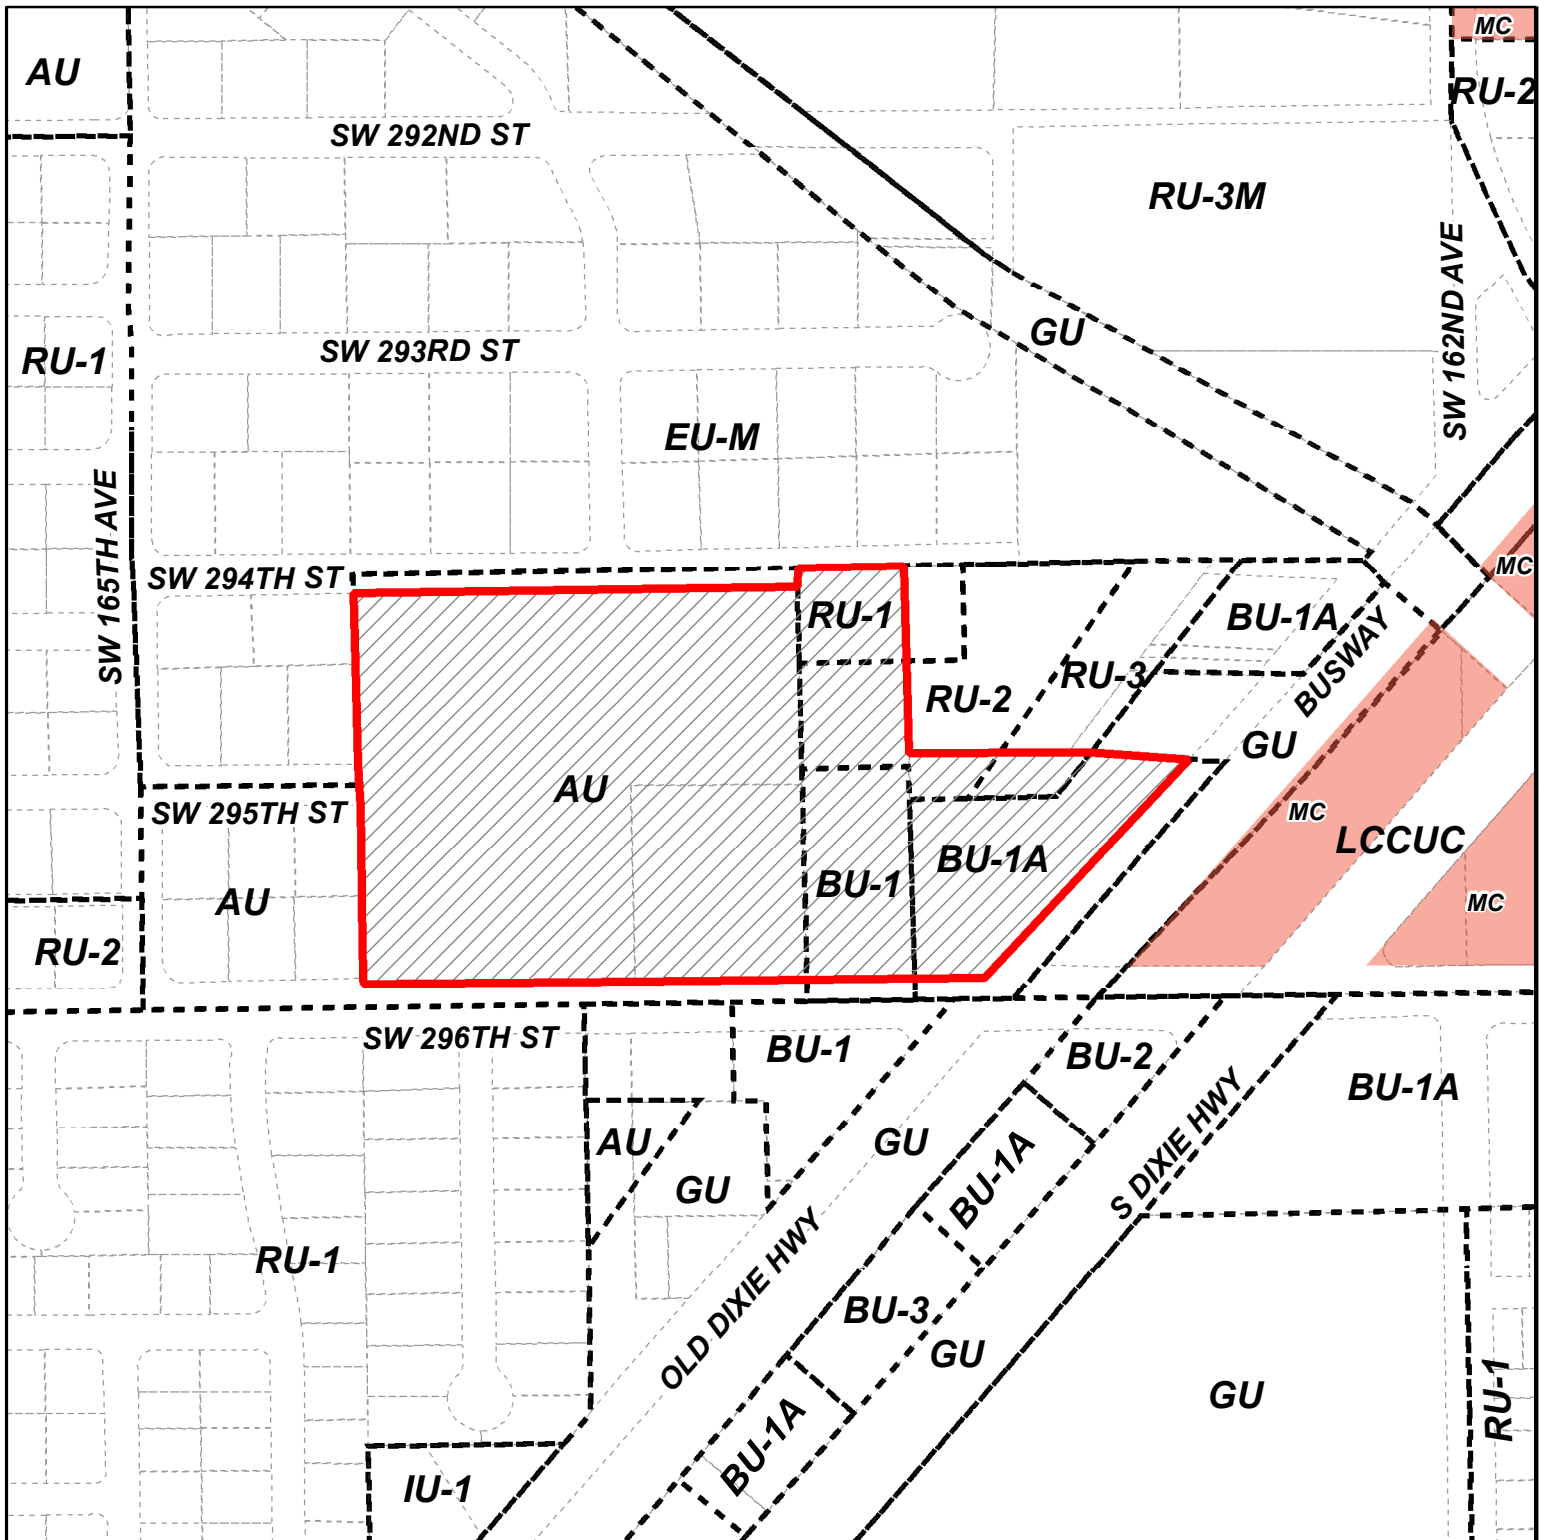 MC
AU
RU-2
SW 292ND ST
RU-3M
SW 162ND AVE
GU
SW 293RD ST
RU-1
EU-M
SW 165TH AVE
MC
SW 294TH ST
RU-1
BU-1A
BUSWAY
RU-3
RU-2
GU
AU
MC
SW 295TH ST
LCCUC
BU-1A
BU-1
AU
MC
RU-2
SW 296TH ST
BU-1
BU-2
BU-1A
S DIXIE HWY
AU
GU
BU-1A
GU
RU-1
OLD DIXIE HWY
BU-3
GU
GU
RU-1
BU-1A
IU-1